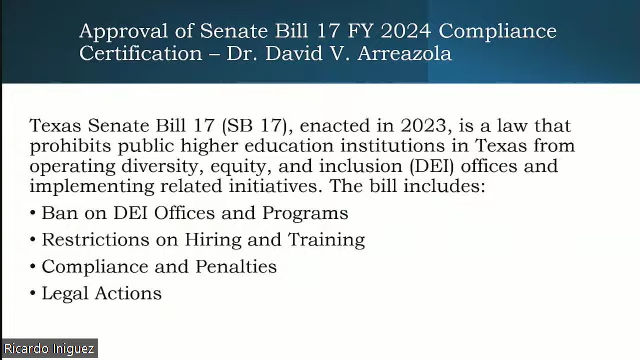 Approval of Senate Bill 17 FY 2024 Compliance
Certification – Dr. David V. Arreazola
Texas Senate Bill 17 (SB 17), enacted in 2023, is a law that
prohibits public higher education institutions in Texas from
operating diversity, equity, and inclusion (DEI) offices and
implementing related initiatives. The bill includes:
• Ban on DEI Offices and Programs
• Restrictions on Hiring and Training
• Compliance and Penalties
• Legal Actions
Ricardo Iniguez